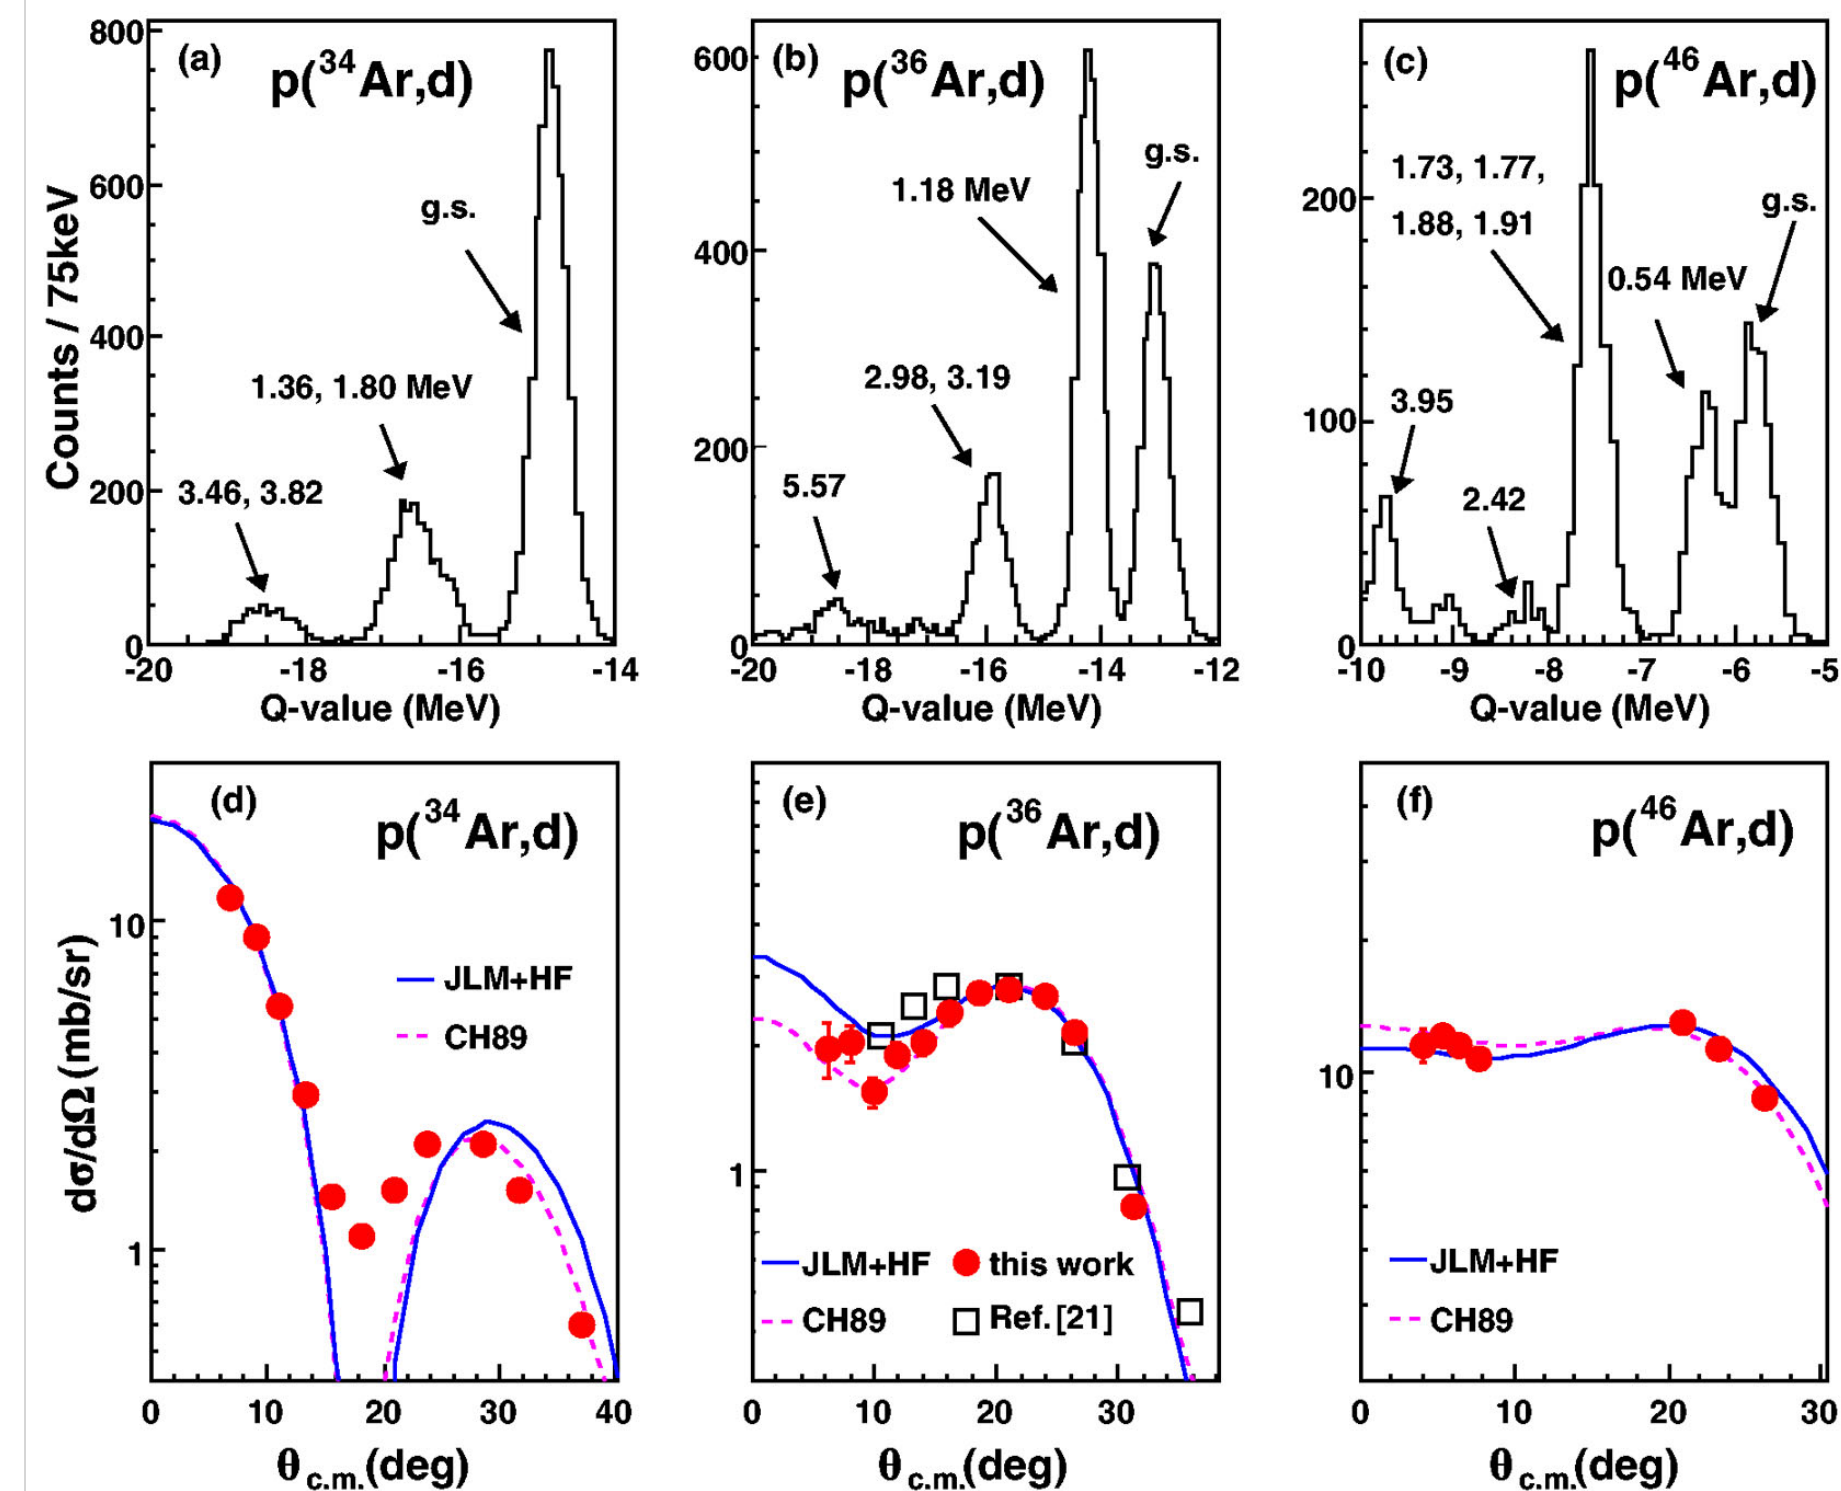 (a)
p(³⁴Ar,d)
g.s.
1.36, 1.80 MeV
3.46, 3.82
800
600
400
200
0
Counts / 75keV
-20 -18 -16 -14
Q-value (MeV)
(b)
p(³⁶Ar,d)
g.s.
1.18 MeV
2.98, 3.19
5.57
600
400
200
0
-20 -18 -16 -14 -12
Q-value (MeV)
(c)
p(⁴⁶Ar,d)
1.73, 1.77,
1.88, 1.91
g.s.
0.54 MeV
3.95
2.42
200
100
0
-10 -9 -8 -7 -6 -5
Q-value (MeV)
(d)
p(³⁴Ar,d)
JLM+HF
CH89
10
1
dσ/dΩ (mb/sr)
0 10 20 30 40
θc.m.(deg)
(e)
p(³⁶Ar,d)
1
JLM+HF this work
CH89 Ref. [21]
0 10 20 30
θc.m.(deg)
(f)
p(⁴⁶Ar,d)
10
JLM+HF
CH89
0 10 20 30
θc.m.(deg)